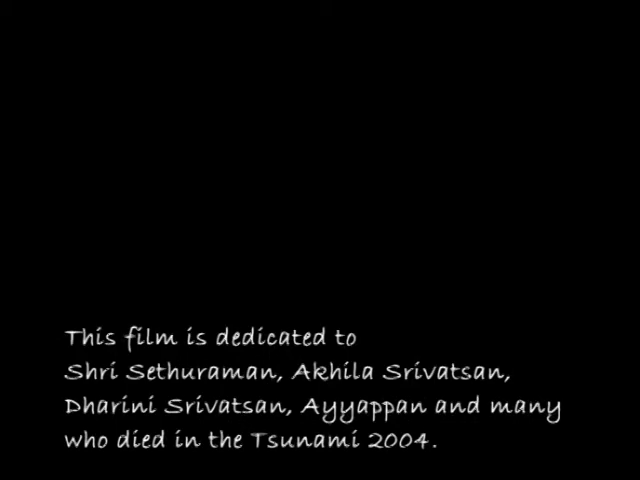 This film is dedicated to
Shri Sethuraman, Akhila Srivatsan,
Dharini Srivatsan, Ayyappan and many
who died in the Tsunami 2004.